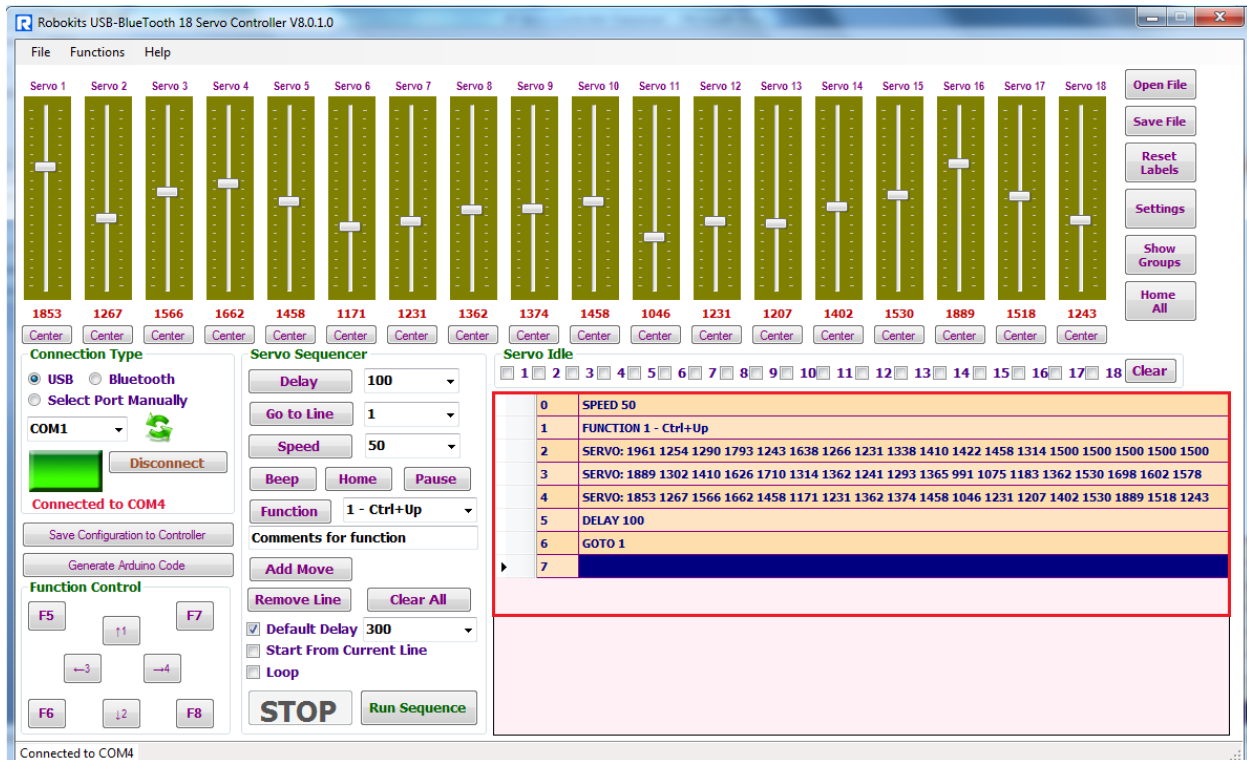 Robokits USB-BlueTooth 18 Servo Controller V8.0.1.0
File Functions Help
Servo 1 Servo 2 Servo 3 Servo 4 Servo 5 Servo 6 Servo 7 Servo 8 Servo 9 Servo 10 Servo 11 Servo 12 Servo 13 Servo 14 Servo 15 Servo 16 Servo 17 Servo 18
1853 1267 1566 1662 1458 1171 1231 1362 1374 1458 1046 1231 1207 1402 1530 1889 1518 1243
Center Center Center Center Center Center Center Center Center Center Center Center Center Center Center Center Center Center
Open File
Save File
Reset
Labels
Settings
Show
Groups
Home
All
Connection Type
USB Bluetooth
Select Port Manually
COM1
Disconnect
Connected to COM4
Save Configuration to Controller
Generate Arduino Code
Function Control
F5 F7
↑1
←3 →4
F6 ↓2 F8
Servo Sequencer
Delay 100
Go to Line 1
Speed 50
Beep Home Pause
Function 1 - Ctrl+Up
Comments for function
Add Move
Remove Line Clear All
Default Delay 300
Start From Current Line
Loop
STOP Run Sequence
Servo Idle
1 2 3 4 5 6 7 8 9 10 11 12 13 14 15 16 17 18 Clear
0 SPEED 50
1 FUNCTION 1 - Ctrl+Up
2 SERVO: 1961 1254 1290 1793 1243 1638 1266 1231 1338 1410 1422 1458 1314 1500 1500 1500 1500 1500
3 SERVO: 1889 1302 1410 1626 1710 1314 1362 1241 1293 1365 991 1075 1183 1362 1530 1698 1602 1578
4 SERVO: 1853 1267 1566 1662 1458 1171 1231 1362 1374 1458 1046 1231 1207 1402 1530 1889 1518 1243
5 DELAY 100
6 GOTO 1
7
Connected to COM4